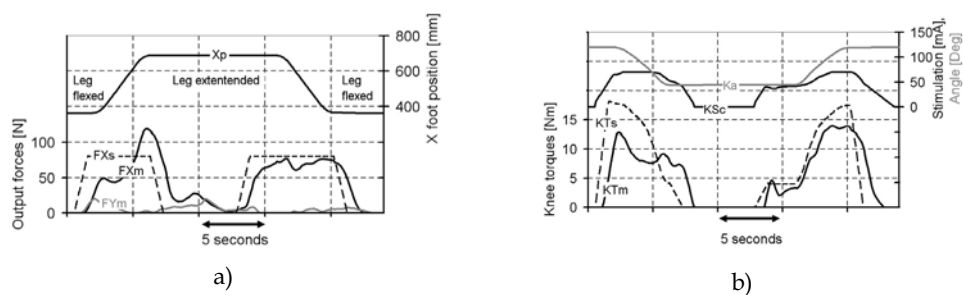 Output forces [N]
100
50
0
Leg flexed
Xp
Leg extentended
Leg flexed
FXs
FXm
FYm
5 seconds
800
600
400
X foot position [mm]
a)
Knee torques [Nm]
15
10
5
0
Ka
KSc
KTs
KTm
5 seconds
150
100
50
0
Stimulation [mA],
Angle [Deg]
b)